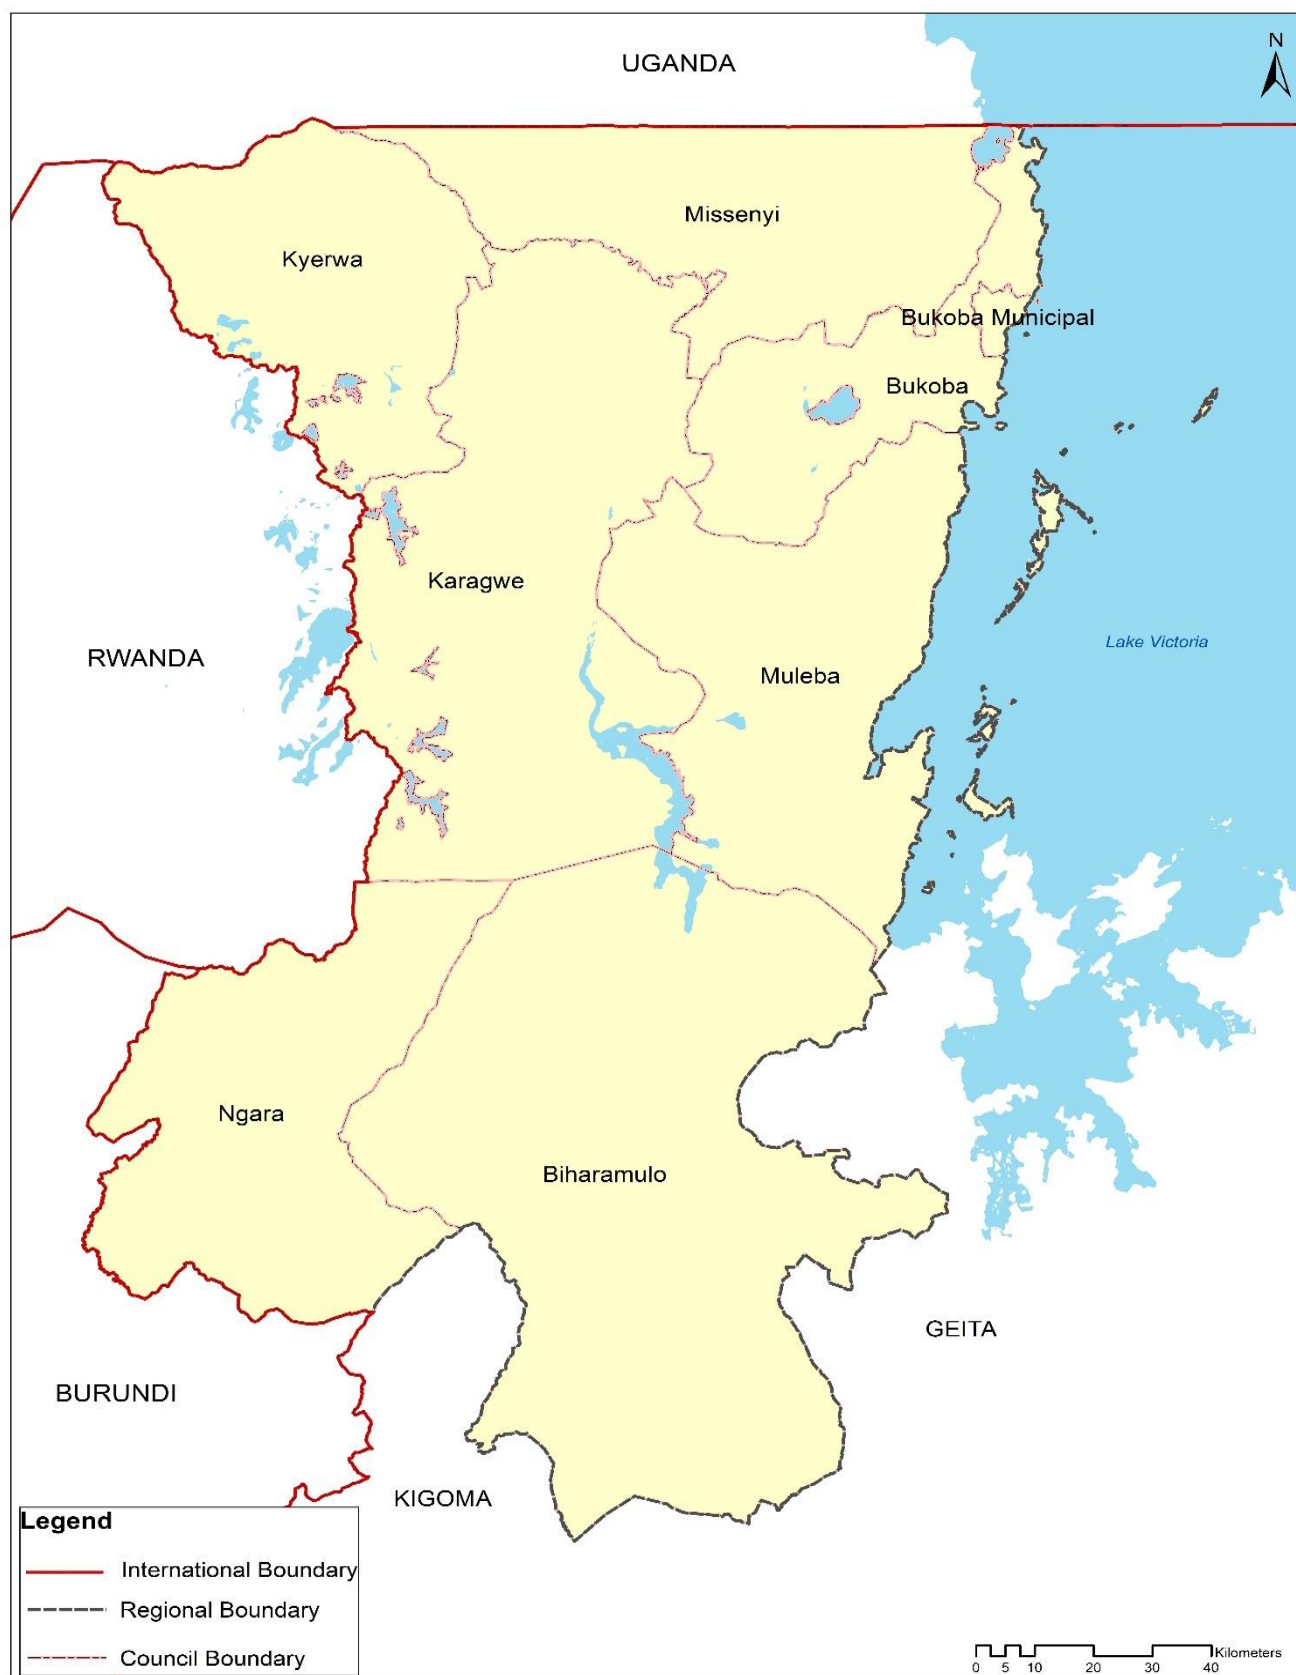 UGANDA
N
Missenyi
Kyerwa
Bukoba Municipal
Bukoba
Karagwe
Lake Victoria
RWANDA
Muleba
Ngara
Biharamulo
GEITA
BURUNDI
KIGOMA
Legend
International Boundary
Regional Boundary
Council Boundary
Kilometers
0 5 10 20 30 40